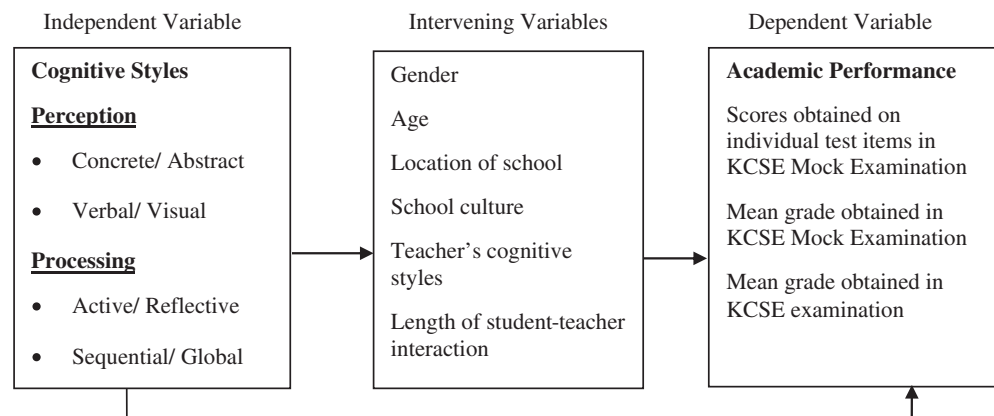 Independent Variable
Intervening Variables
Dependent Variable
Cognitive Styles
Perception
• Concrete/ Abstract
• Verbal/ Visual
Processing
• Active/ Reflective
• Sequential/ Global
Gender
Age
Location of school
School culture
Teacher’s cognitive
styles
Length of student-teacher
interaction
Academic Performance
Scores obtained on
individual test items in
KCSE Mock Examination
Mean grade obtained in
KCSE Mock Examination
Mean grade obtained in
KCSE examination